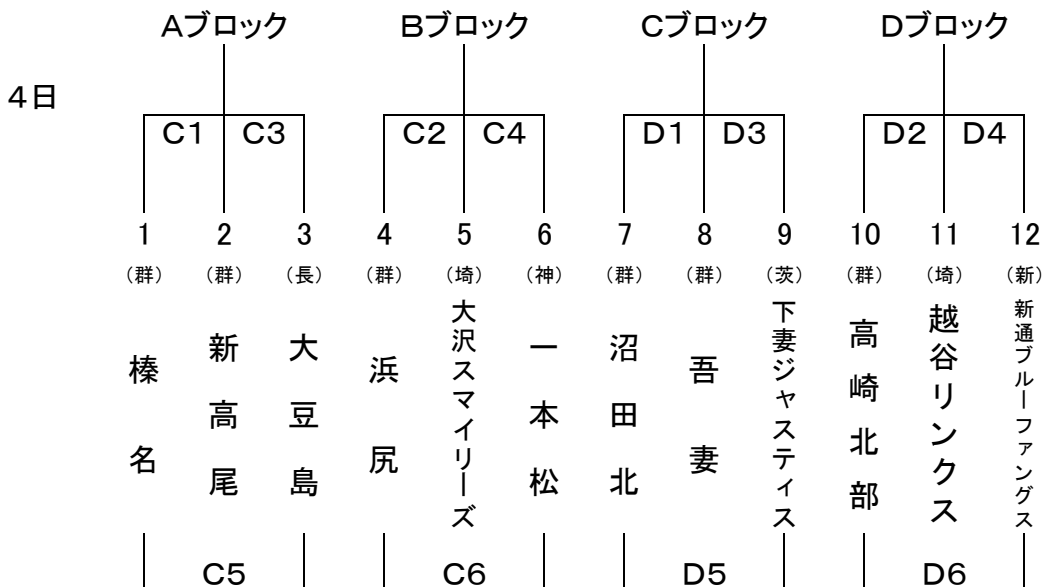 Aブロック Bブロック Cブロック Dブロック
4日
C1 C3 C2 C4 D1 D3 D2 D4
1 2 3 4 5 6 7 8 9 10 11 12
（群） （群） （長） （群） （埼） （神） （群） （群） （茨） （群） （埼） （新）
榛名
新高尾
大豆島
浜尻
大沢スマイリーズ
一本松
沼田北
吾妻
下妻ジャスティス
高崎北部
越谷リンクス
新通ブルーファングス
C5 C6 D5 D6